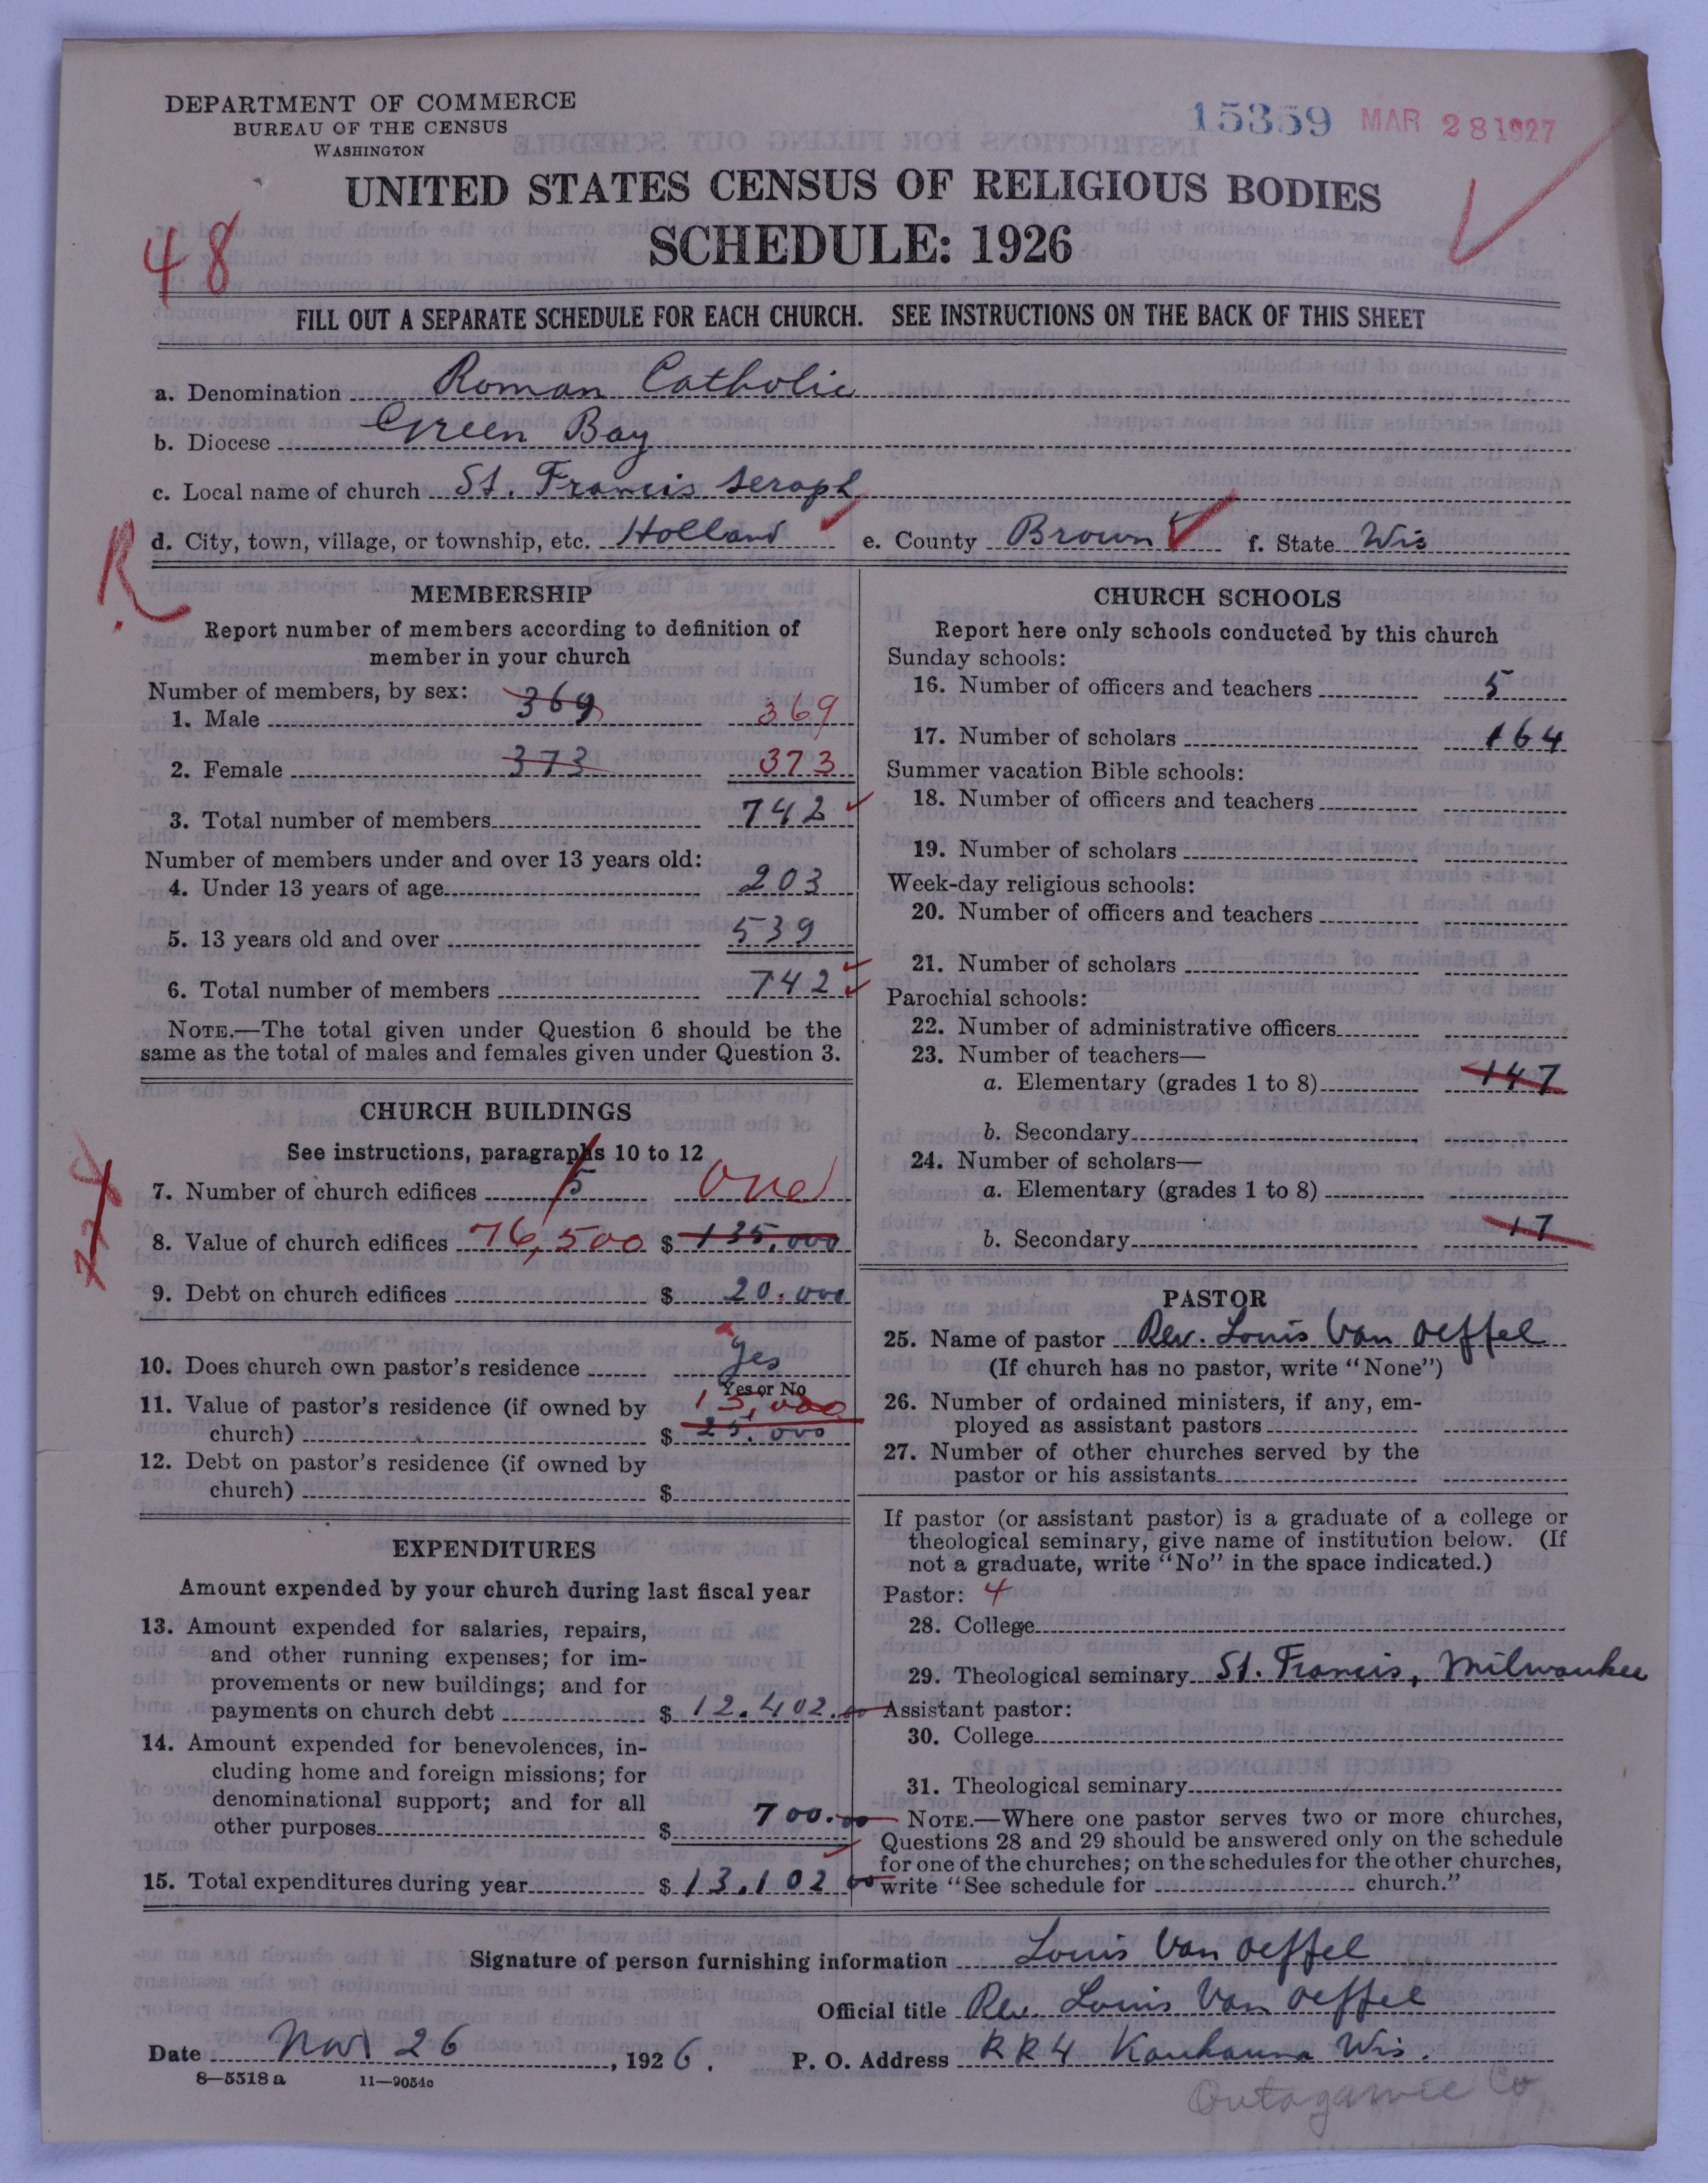 DEPARTMENT OF COMMERCE
BUREAU OF THE CENSUS
WASHINGTON
15359 MAR 28 1927
UNITED STATES CENSUS OF RELIGIOUS BODIES
48
SCHEDULE: 1926
FILL OUT A SEPARATE SCHEDULE FOR EACH CHURCH. SEE INSTRUCTIONS ON THE BACK OF THIS SHEET
a. Denomination Roman Catholic
b. Diocese Green Bay
c. Local name of church St. Francis Seraph
d. City, town, village, or township, etc. Holland e. County Brown f. State Wis
R
MEMBERSHIP
Report number of members according to definition of
member in your church
Number of members, by sex:
1. Male 369 369
2. Female 373 373
3. Total number of members 742
Number of members under and over 13 years old:
4. Under 13 years of age 203
5. 13 years old and over 539
6. Total number of members 742
NOTE.—The total given under Question 6 should be the
same as the total of males and females given under Question 3.
CHURCH BUILDINGS
See instructions, paragraphs 10 to 12
7. Number of church edifices 5 One
8. Value of church edifices 76,500 $ 135.000
9. Debt on church edifices $ 20.000
10. Does church own pastor's residence Yes
Yes or No
11. Value of pastor's residence (if owned by 15,000
church) $ 25.000
12. Debt on pastor's residence (if owned by
church) $
EXPENDITURES
Amount expended by your church during last fiscal year
13. Amount expended for salaries, repairs,
and other running expenses; for im-
provements or new buildings; and for
payments on church debt $ 12.402.00
14. Amount expended for benevolences, in-
cluding home and foreign missions; for
denominational support; and for all
other purposes $ 700.00
15. Total expenditures during year $ 13.102 00
CHURCH SCHOOLS
Report here only schools conducted by this church
Sunday schools:
16. Number of officers and teachers 5
17. Number of scholars 164
Summer vacation Bible schools:
18. Number of officers and teachers
19. Number of scholars
Week-day religious schools:
20. Number of officers and teachers
21. Number of scholars
Parochial schools:
22. Number of administrative officers
23. Number of teachers—
a. Elementary (grades 1 to 8) 147
b. Secondary
24. Number of scholars—
a. Elementary (grades 1 to 8)
b. Secondary 17
PASTOR
25. Name of pastor Rev. Louis Van Oeffel
(If church has no pastor, write "None")
26. Number of ordained ministers, if any, em-
ployed as assistant pastors
27. Number of other churches served by the
pastor or his assistants
If pastor (or assistant pastor) is a graduate of a college or
theological seminary, give name of institution below. (If
not a graduate, write "No" in the space indicated.)
Pastor: 4
28. College
29. Theological seminary St. Francis, Milwaukee
Assistant pastor:
30. College
31. Theological seminary
NOTE.—Where one pastor serves two or more churches,
Questions 28 and 29 should be answered only on the schedule
for one of the churches; on the schedules for the other churches,
write "See schedule for church."
Signature of person furnishing information Louis Van Oeffel
Official title Rev. Louis Van Oeffel
Date Nov 26, 1926. P. O. Address RR4 Kaukauna Wis.
8—5518 a 11—9054c
Outagamie Co